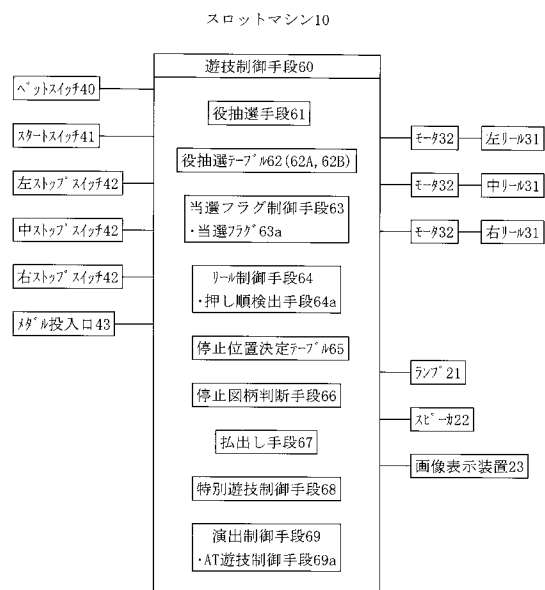 スロットマシン10
遊技制御手段60
ベットスイッチ40
スタートスイッチ41
左ストップスイッチ42
中ストップスイッチ42
右ストップスイッチ42
メダル投入口43
役抽選手段61
役抽選テーブル62(62A,62B)
当選フラグ制御手段63
・当選フラグ63a
リール制御手段64
・押し順検出手段64a
停止位置決定テーブル65
停止図柄判断手段66
払出し手段67
特別遊技制御手段68
演出制御手段69
・AT遊技制御手段69a
モータ32 左リール31
モータ32 中リール31
モータ32 右リール31
ランプ21
スピーカ22
画像表示装置23